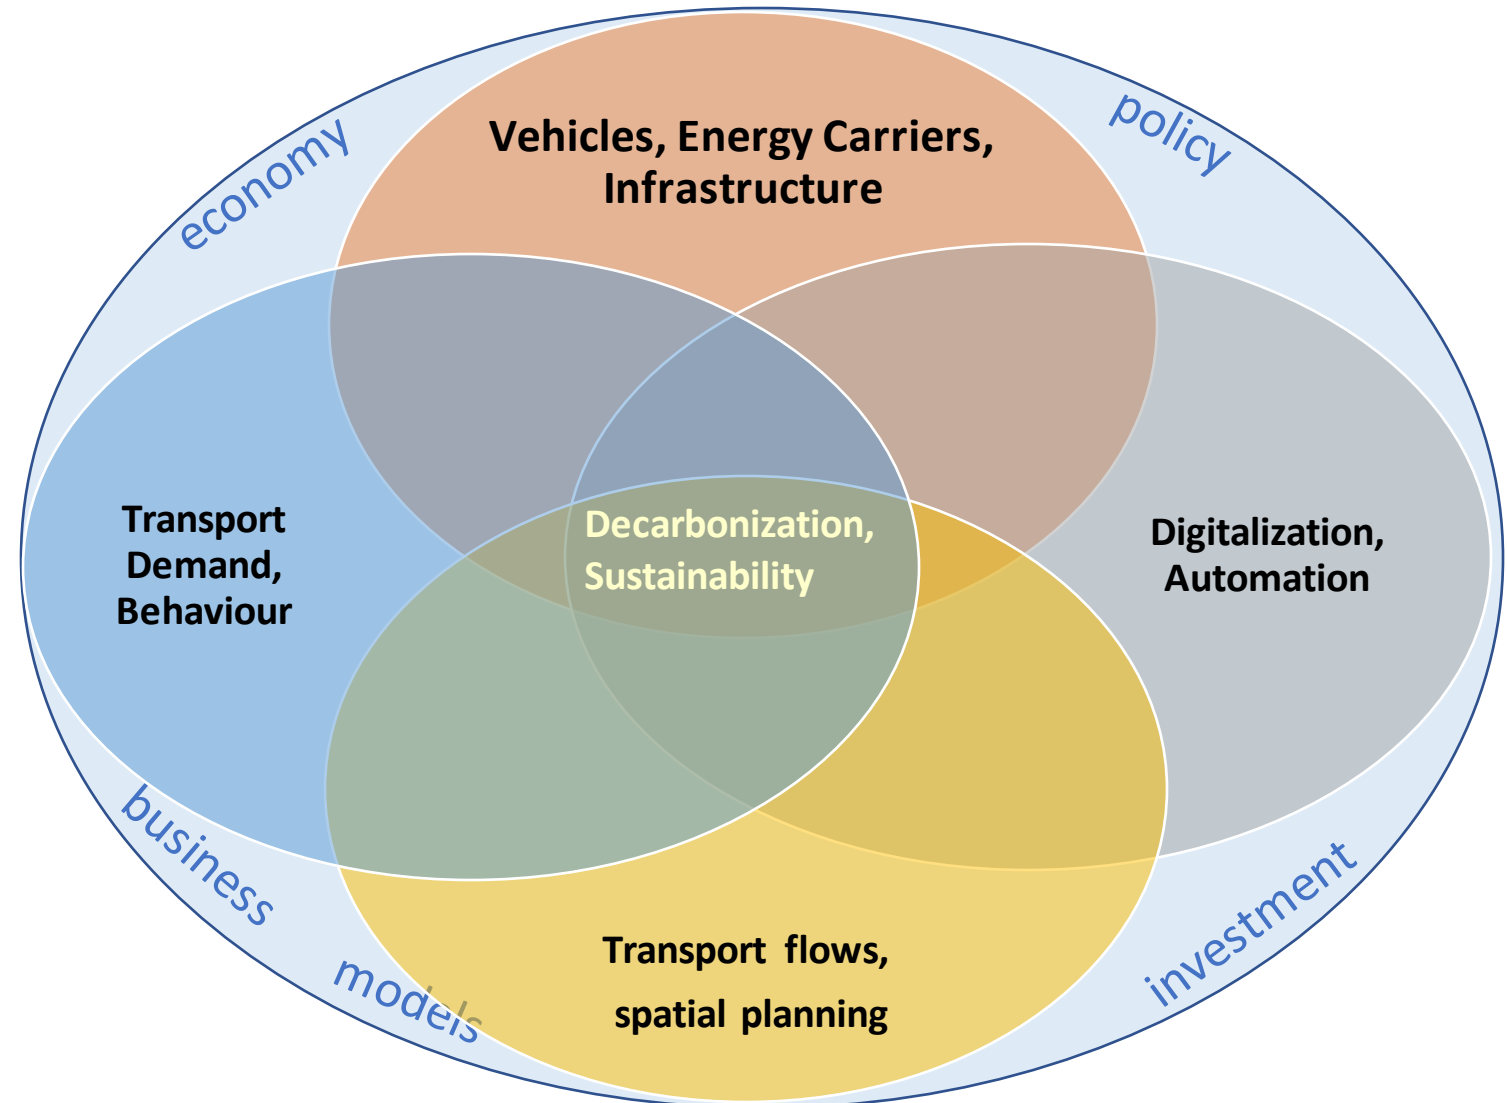 economy
policy
Vehicles, Energy Carriers,
Infrastructure
Transport
Demand,
Behaviour
Decarbonization,
Sustainability
Digitalization,
Automation
business
models
Transport flows,
spatial planning
investment